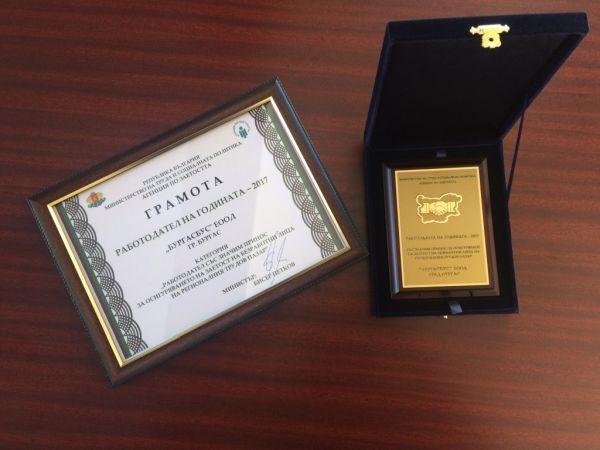 РЕПУБЛИКА БЪЛГАРИЯ
МИНИСТЕРСТВО НА ТРУДА И СОЦИАЛНАТА ПОЛИТИКА
АГЕНЦИЯ ПО ЗАЕТОСТТА
ГРАМОТА
РАБОТОДАТЕЛ НА ГОДИНАТА – 2017
„БУРГАСБУС" ЕООД
ГР. БУРГАС
КАТЕГОРИЯ
„РАБОТОДАТЕЛ СЪС ЗНАЧИМ ПРИНОС
ЗА ОСИГУРЯВАНЕТО НА ЗАЕТОСТ НА БЕЗРАБОТНИ ЛИЦА
НА РЕГИОНАЛНИЯ ТРУДОВ ПАЗАР"
МИНИСТЪР:
БИСЕР ПЕТКОВ
РАБОТОДАТЕЛ НА ГОДИНАТА - 2017
"БУРГАСБУС" ЕООД
ГРАД БУРГАС